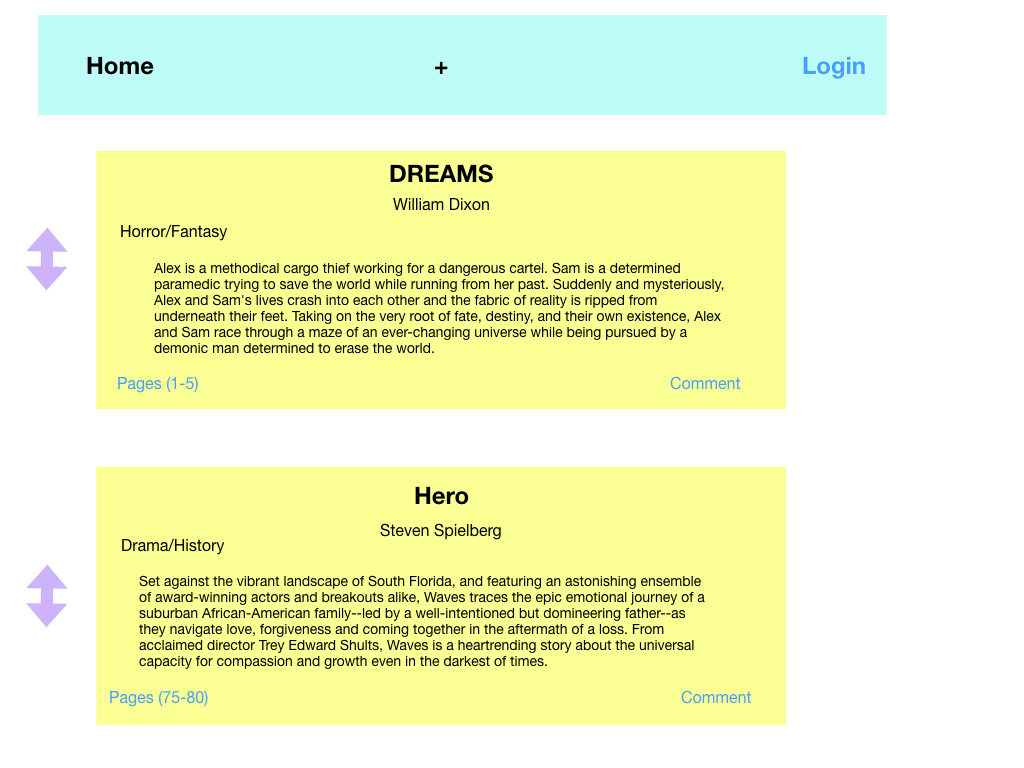 Home + Login
DREAMS
William Dixon
Horror/Fantasy
Alex is a methodical cargo thief working for a dangerous cartel. Sam is a determined
paramedic trying to save the world while running from her past. Suddenly and mysteriously,
Alex and Sam's lives crash into each other and the fabric of reality is ripped from
underneath their feet. Taking on the very root of fate, destiny, and their own existence, Alex
and Sam race through a maze of an ever-changing universe while being pursued by a
demonic man determined to erase the world.
Pages (1-5) Comment
Hero
Steven Spielberg
Drama/History
Set against the vibrant landscape of South Florida, and featuring an astonishing ensemble
of award-winning actors and breakouts alike, Waves traces the epic emotional journey of a
suburban African-American family--led by a well-intentioned but domineering father--as
they navigate love, forgiveness and coming together in the aftermath of a loss. From
acclaimed director Trey Edward Shults, Waves is a heartrending story about the universal
capacity for compassion and growth even in the darkest of times.
Pages (75-80) Comment